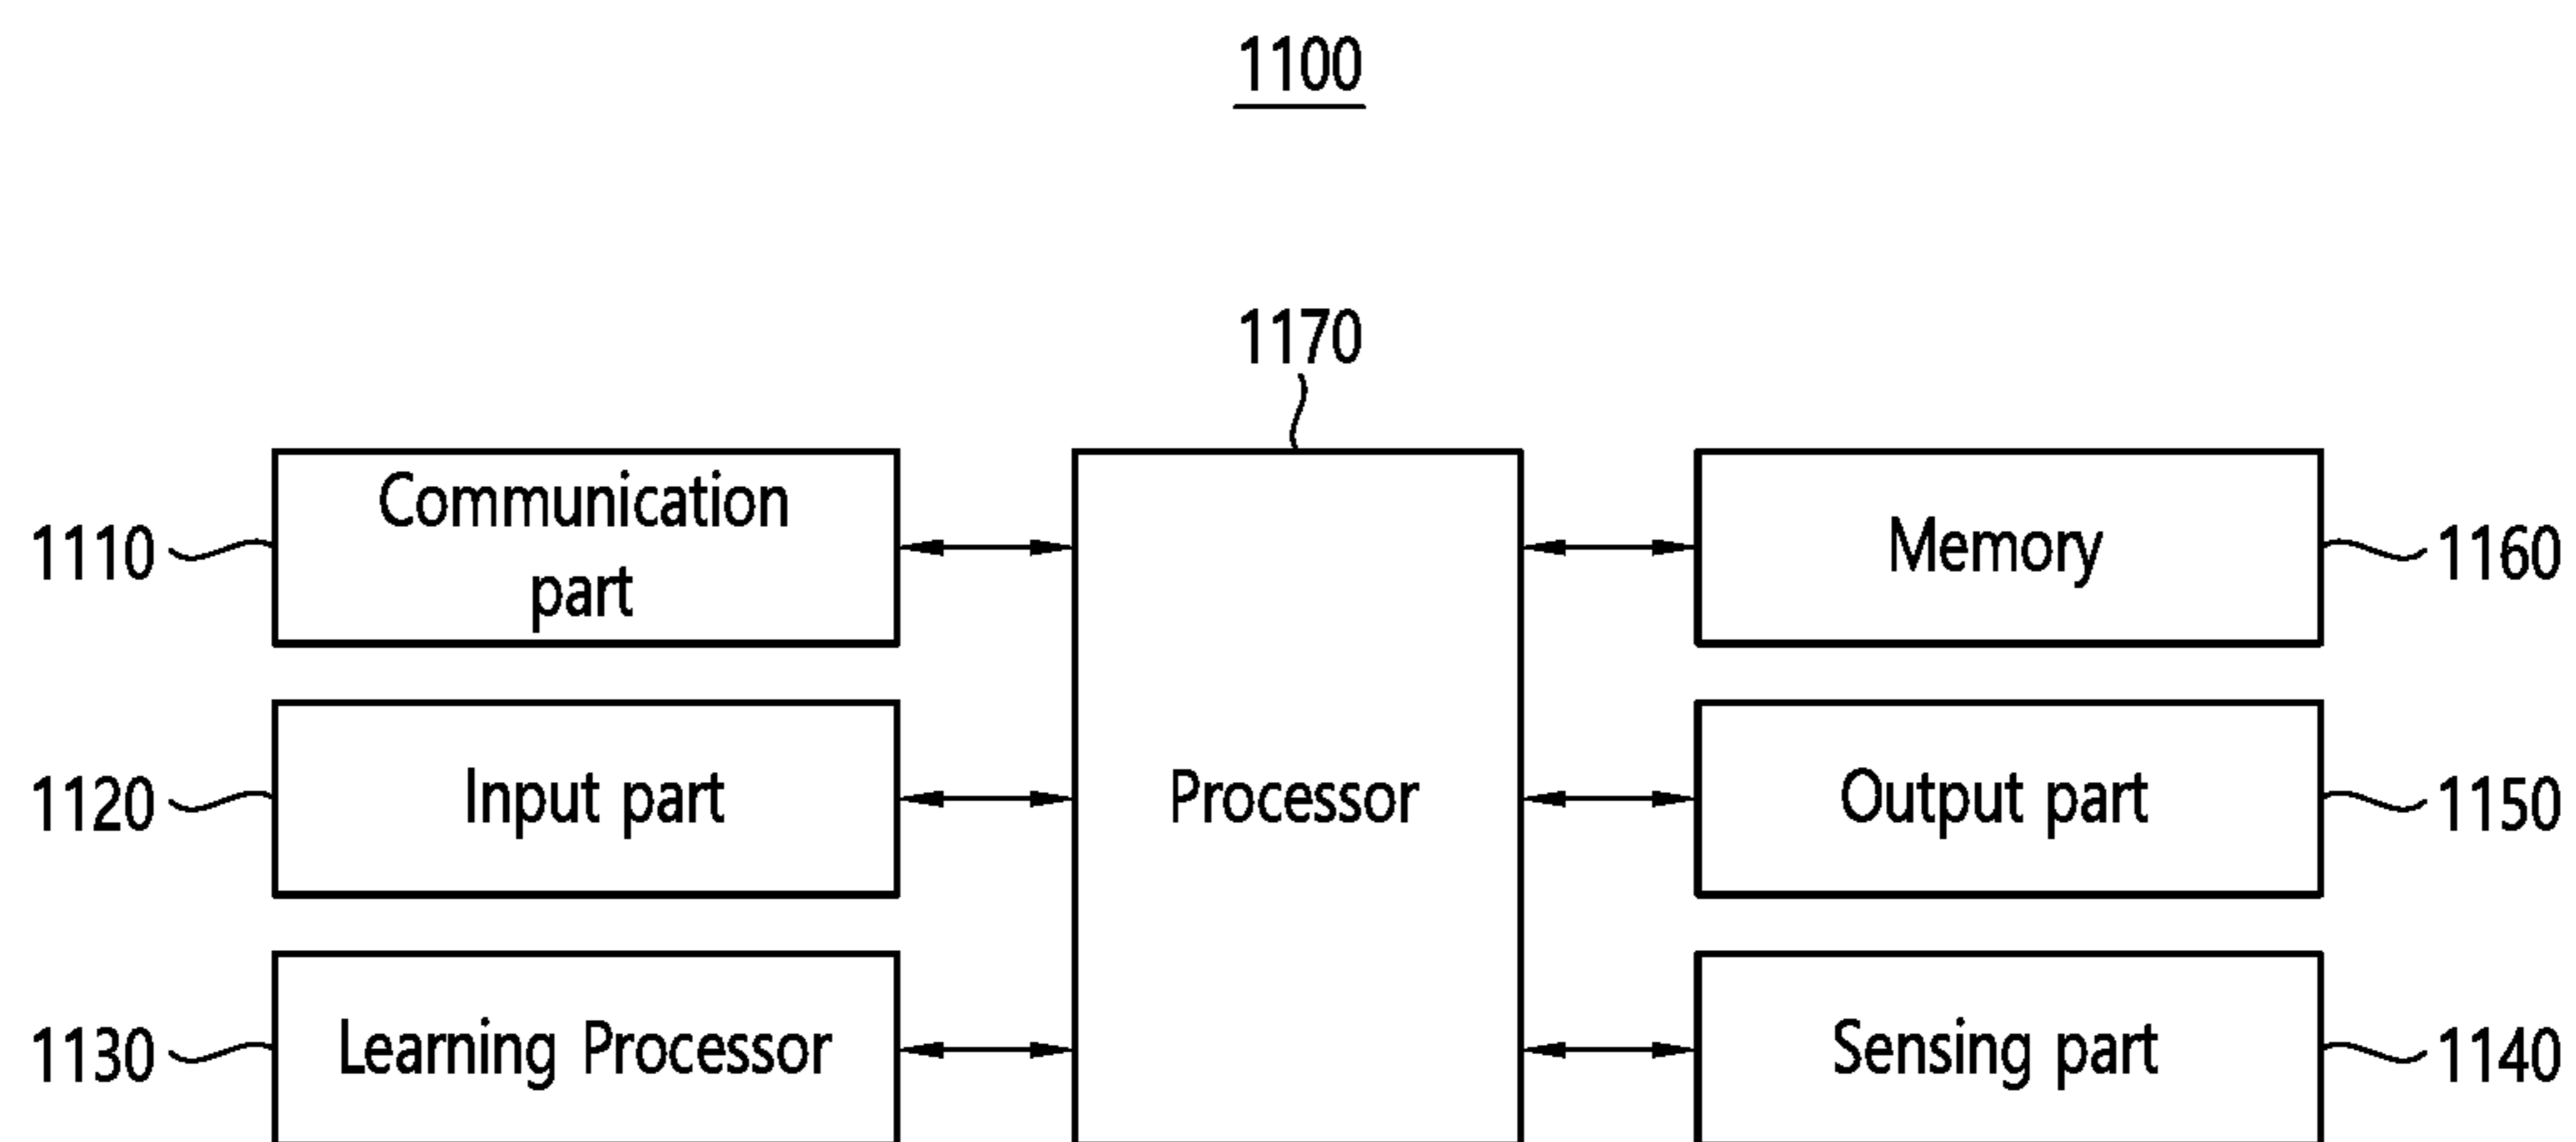 1100
1170
Communication
part
1110
Memory
1160
1120
Input part
Processor
Output part
1150
1130
Learning Processor
Sensing part
1140